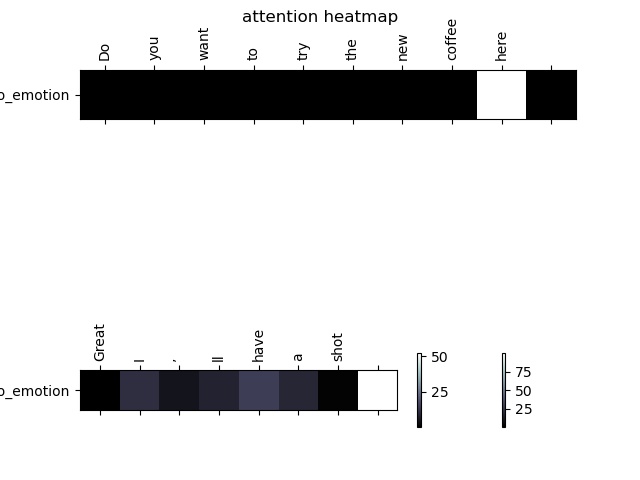 attention heatmap
Do you want to try the new coffee here
o_emotion
Great I ' ll have a shot
o_emotion
50
25
75
50
25